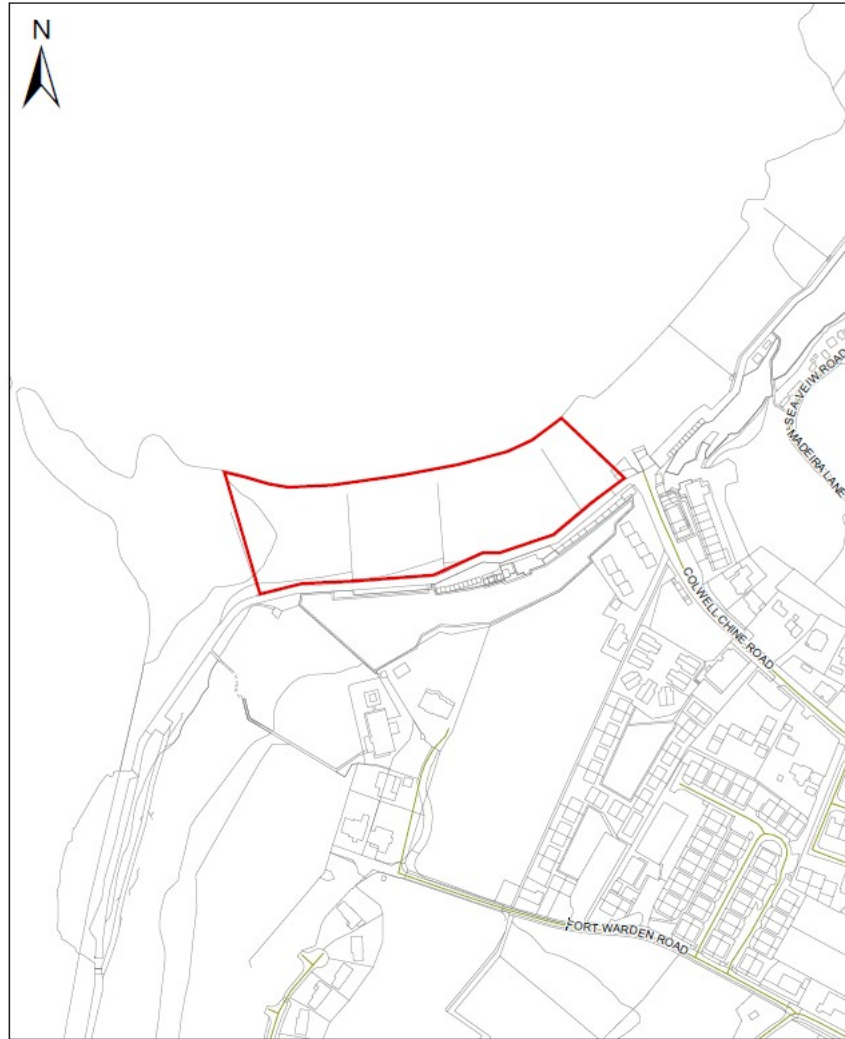 N
SEA VEIW ROAD
MADEIRA LANE
COLWELL CHINE ROAD
FORT WARDEN ROAD